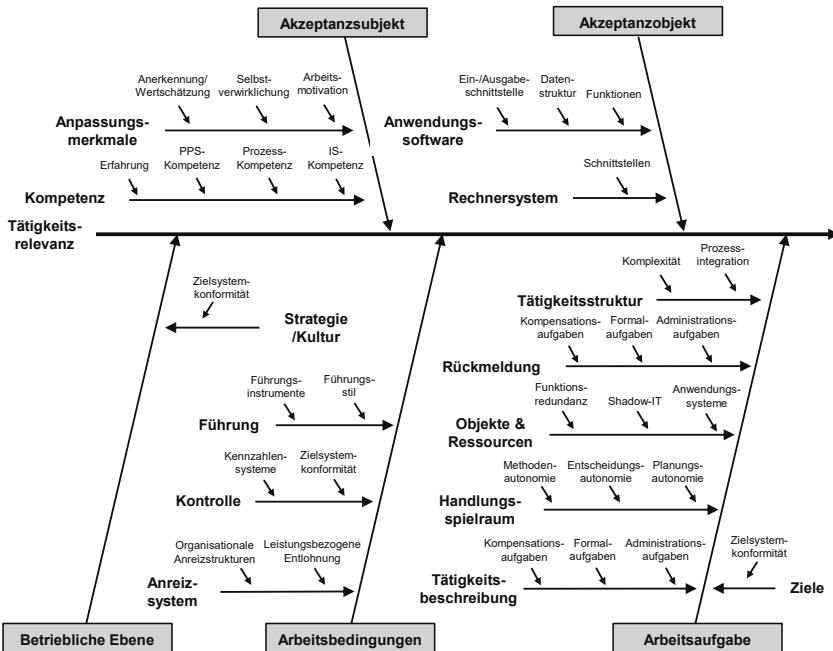 Akzeptanzsubjekt
Akzeptanzobjekt
Anerkennung/
Wertschätzung
Selbst-
verwirklichung
Arbeits-
motivation
Anpassungs-
merkmale
Ein-/Ausgabe-
schnittstelle
Daten-
struktur
Funktionen
Anwendungs-
software
Erfahrung
PPS-
Kompetenz
Prozess-
Kompetenz
IS-
Kompetenz
Kompetenz
Schnittstellen
Rechnersystem
Tätigkeits-
relevanz
Zielsystem-
konformität
Strategie
/Kultur
Komplexität
Prozess-
integration
Tätigkeitsstruktur
Kompensations-
aufgaben
Formal-
aufgaben
Administrations-
aufgaben
Rückmeldung
Führungs-
instrumente
Führungs-
stil
Führung
Funktions-
redundanz
Shadow-IT
Anwendungs-
systeme
Objekte &
Ressourcen
Kennzahlen-
systeme
Zielsystem-
konformität
Kontrolle
Methoden-
autonomie
Entscheidungs-
autonomie
Planungs-
autonomie
Handlungs-
spielraum
Organisationale
Anreizstrukturen
Leistungsbezogene
Entlohnung
Anreiz-
system
Kompensations-
aufgaben
Formal-
aufgaben
Administrations-
aufgaben
Tätigkeits-
beschreibung
Zielsystem-
konformität
Ziele
Betriebliche Ebene
Arbeitsbedingungen
Arbeitsaufgabe